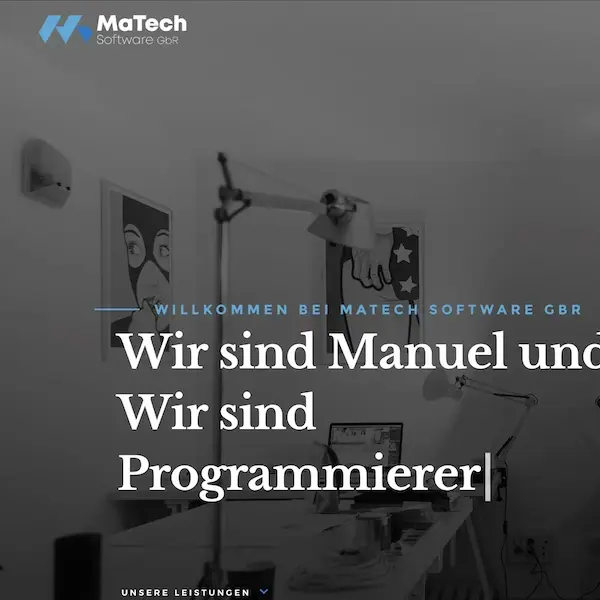 MaTech
Software GbR
WILLKOMMEN BEI MATECH SOFTWARE GBR
Wir sind Manuel und
Wir sind
Programmierer|
UNSERE LEISTUNGEN